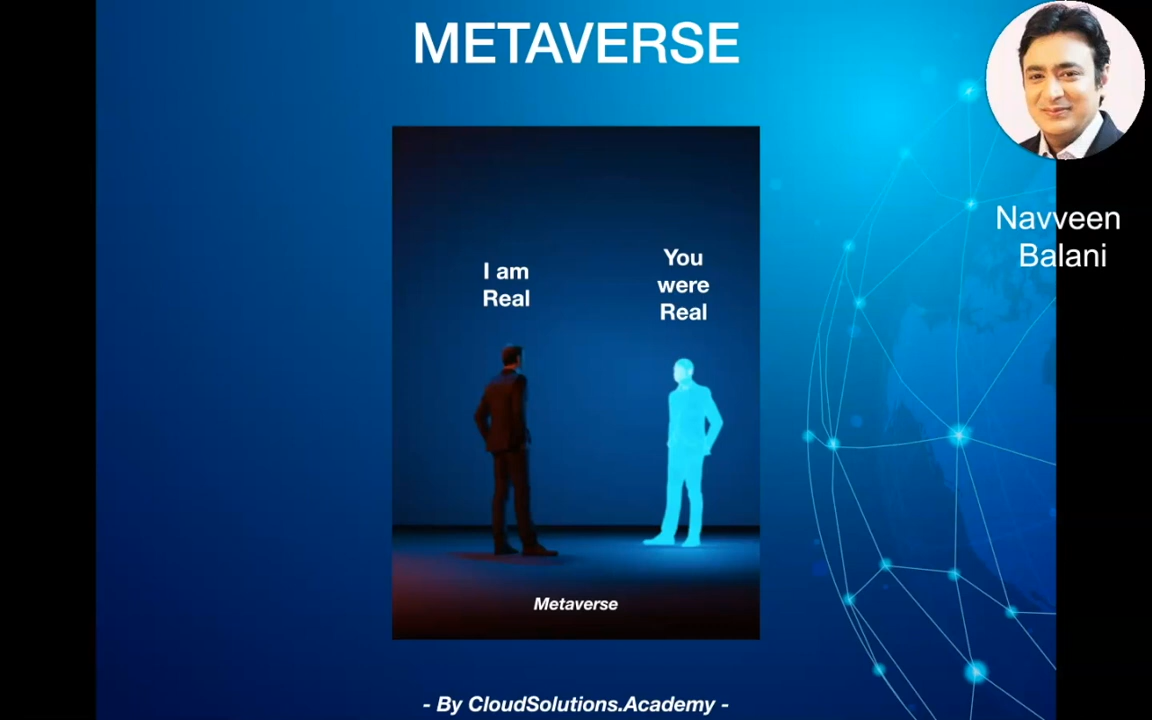 METAVERSE
I am
Real
You
were
Real
Metaverse
Navveen
Balani
- By CloudSolutions.Academy -